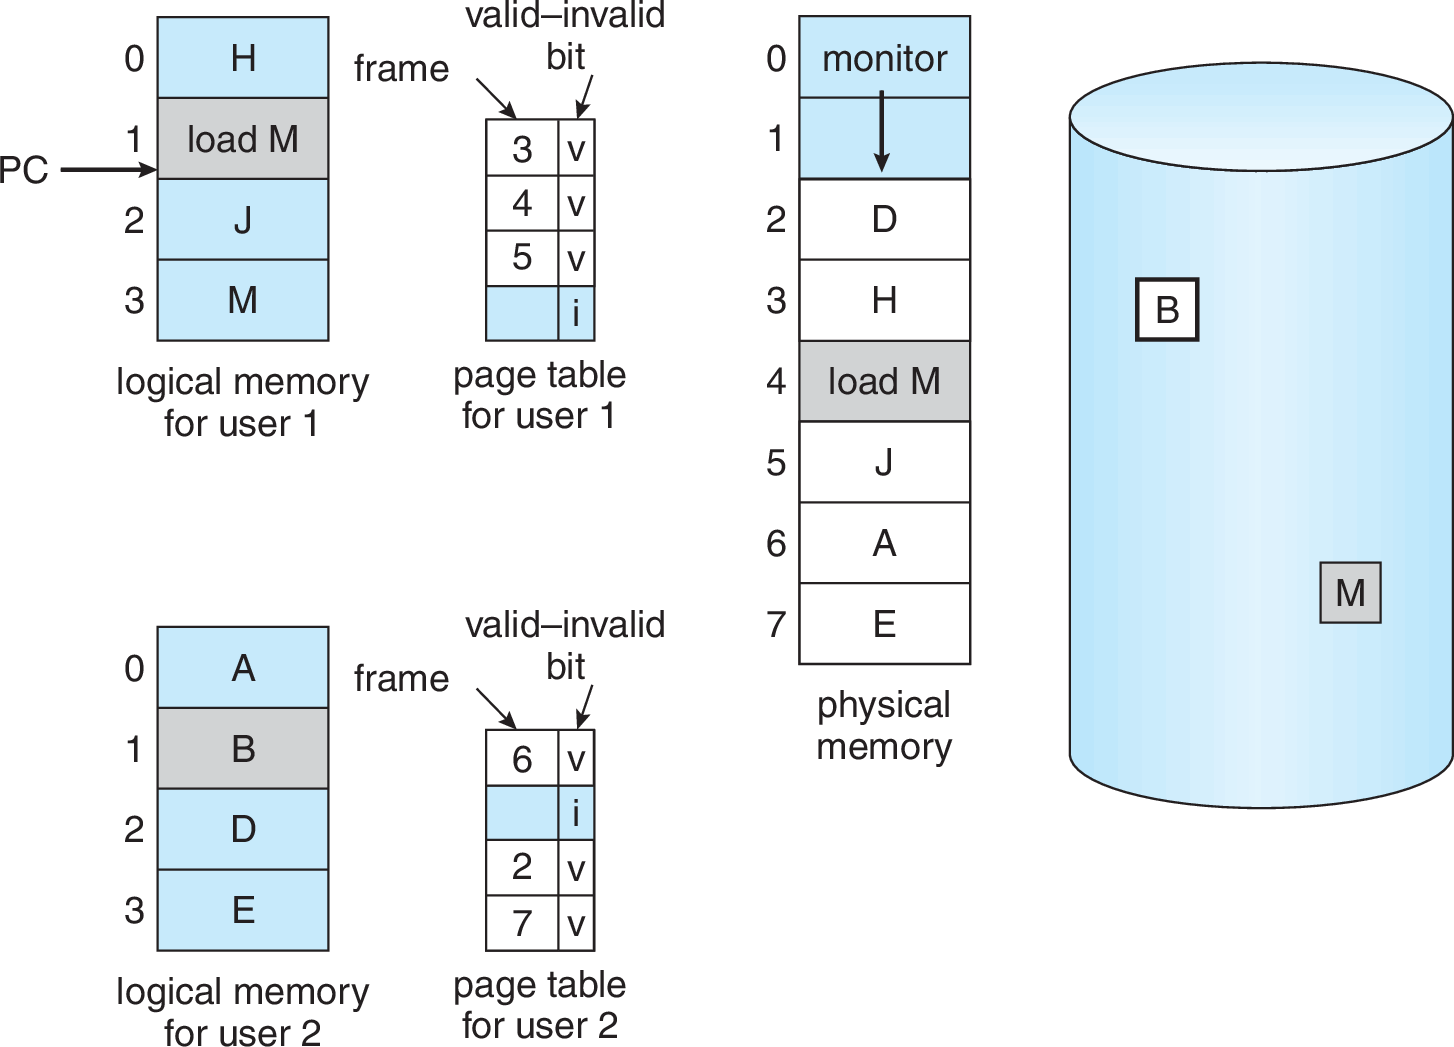 valid–invalid
bit
frame
0 H
1 load M
PC
2 J
3 M
3 v
4 v
5 v
i
logical memory
for user 1
page table
for user 1
0 monitor
1
2 D
3 H
4 load M
5 J
6 A
7 E
physical
memory
B
M
valid–invalid
bit
frame
0 A
1 B
2 D
3 E
6 v
i
2 v
7 v
logical memory
for user 2
page table
for user 2